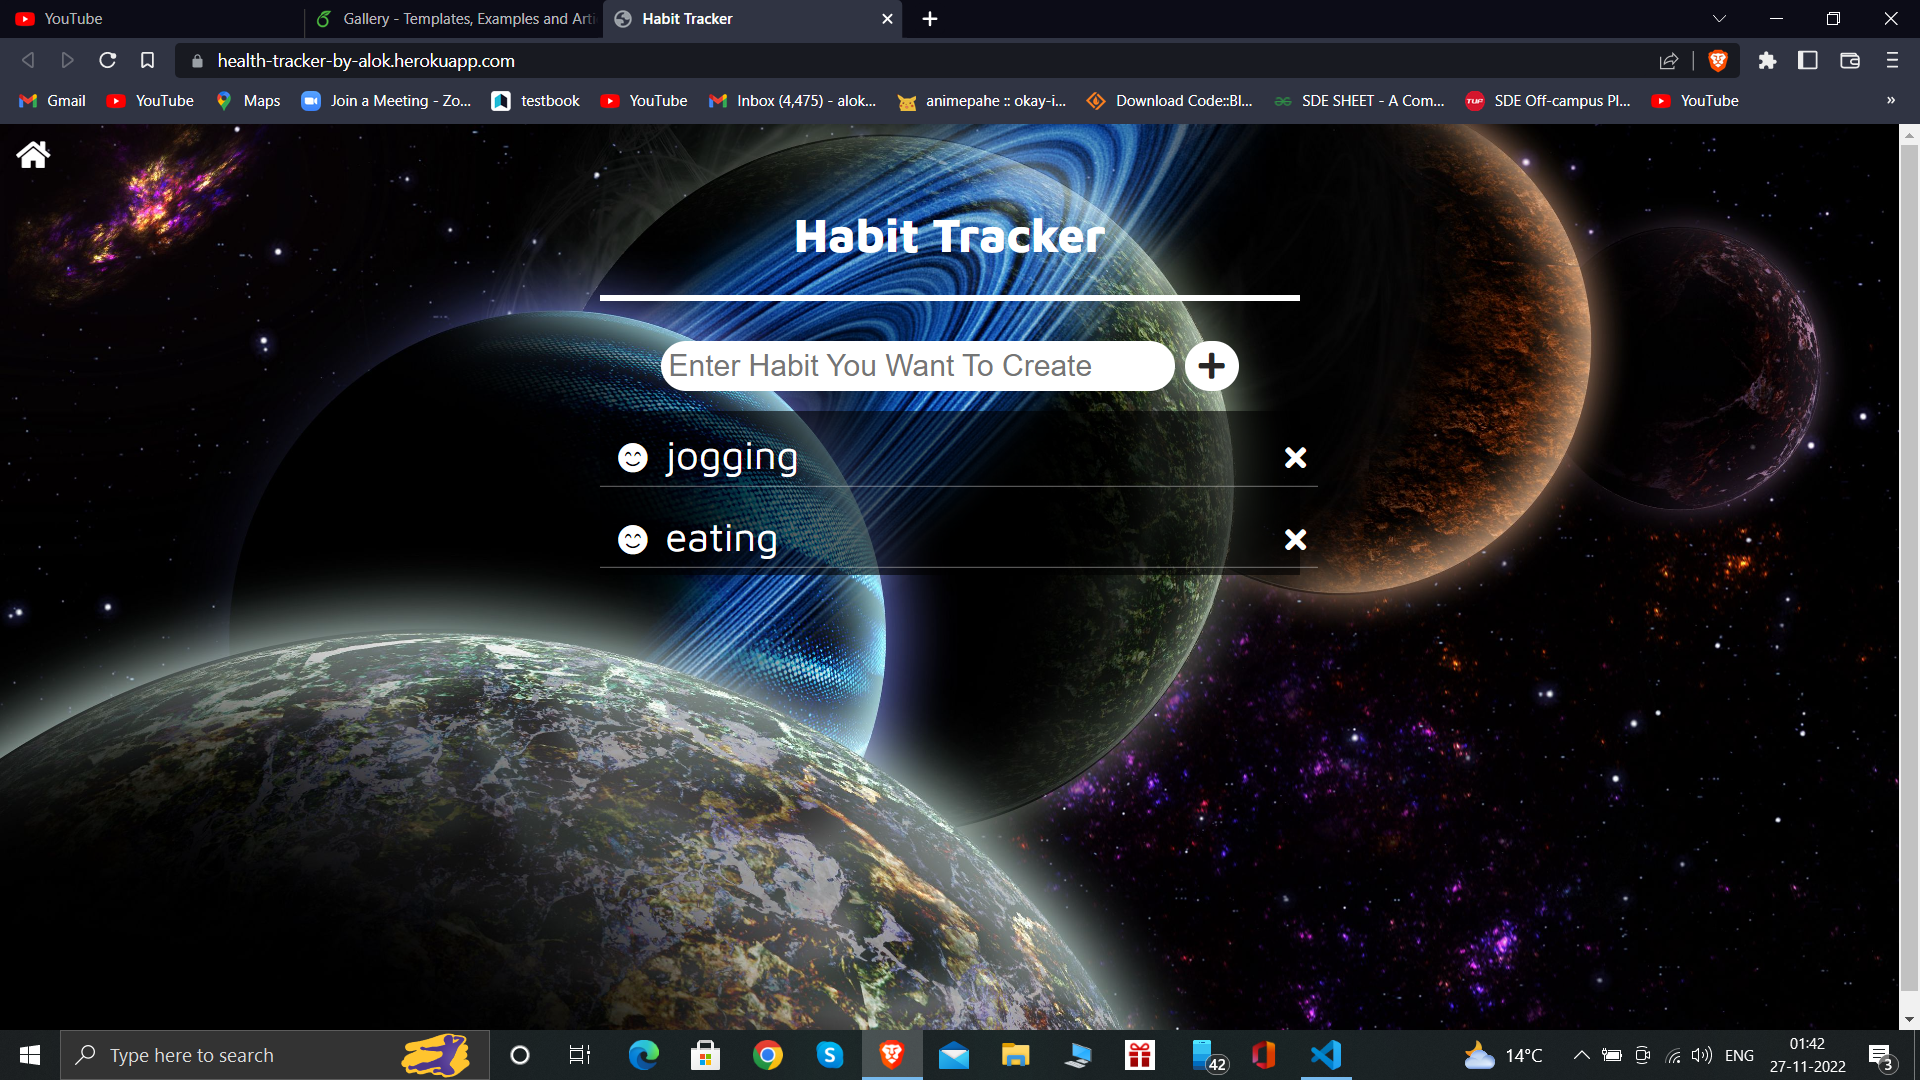 YouTube
Gallery - Templates, Examples and Arti
Habit Tracker
health-tracker-by-alok.herokuapp.com
Gmail
YouTube
Maps
Join a Meeting - Zo...
testbook
YouTube
Inbox (4,475) - alok...
animepahe :: okay-i...
Download Code::Bl...
SDE SHEET - A Com...
TUF
SDE Off-campus Pl...
YouTube
»
Habit Tracker
Enter Habit You Want To Create
jogging
eating
Type here to search
42
14°C
ENG
01:42
27-11-2022
3